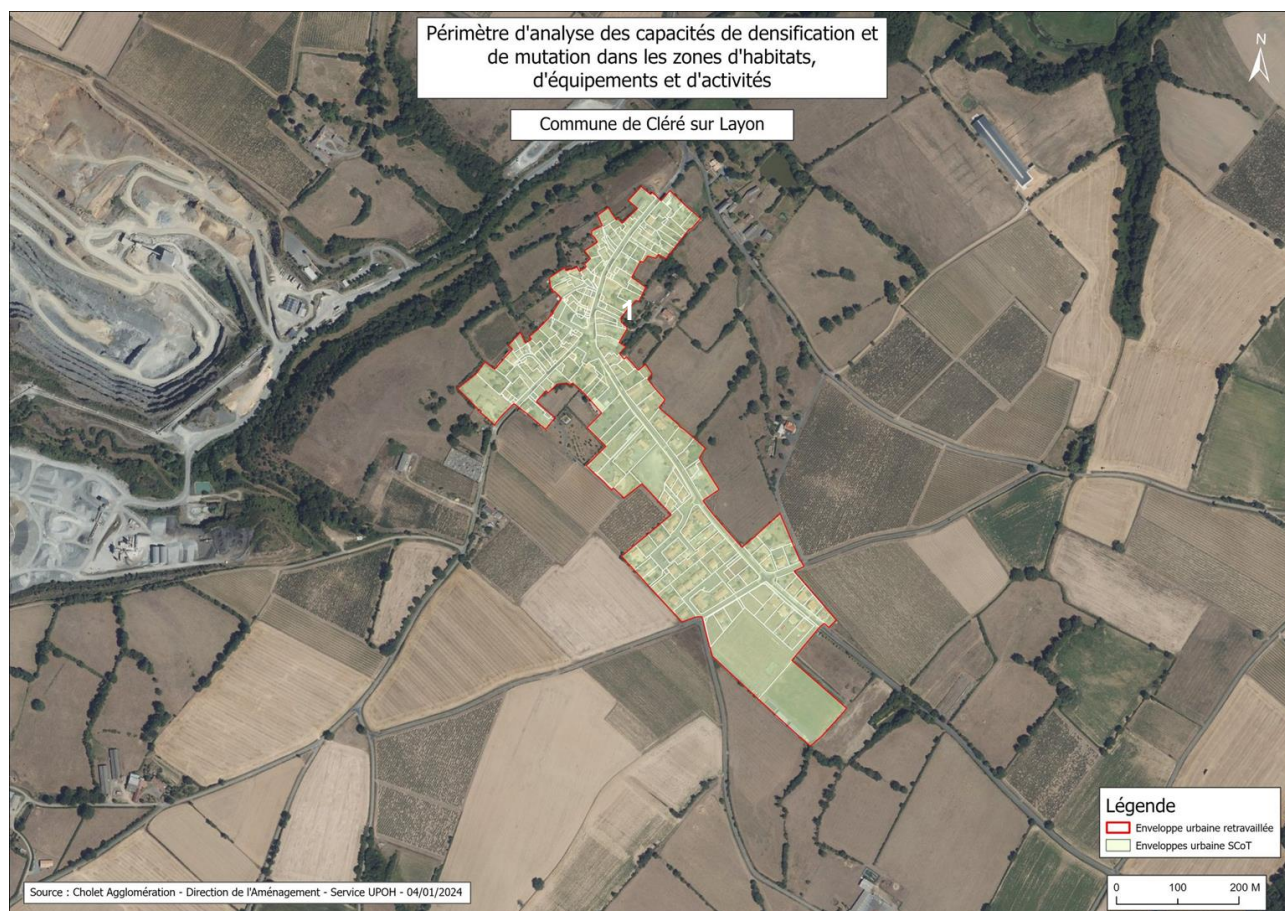 Périmètre d'analyse des capacités de densification et
de mutation dans les zones d'habitats,
d'équipements et d'activités
N
Commune de Cléré sur Layon
1
Légende
Enveloppe urbaine retravaillée
Enveloppes urbaine SCoT
Source : Cholet Agglomération - Direction de l'Aménagement - Service UPOH - 04/01/2024
0 100 200 M